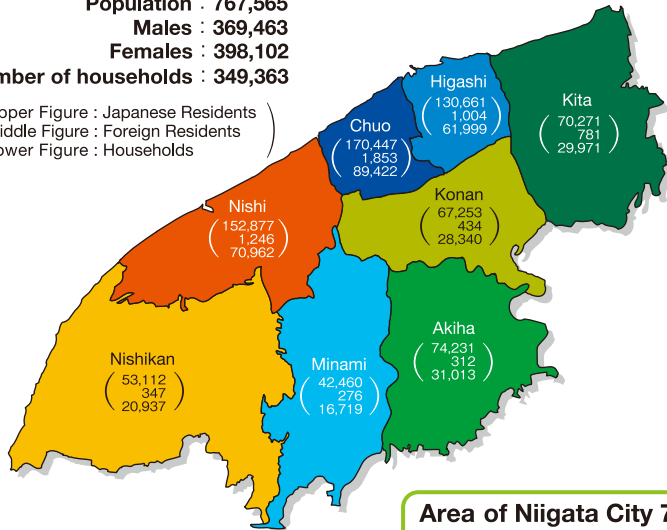 Population : 767,565
Males : 369,463
Females : 398,102
of households : 349,363
Figure : Japanese Residents
Figure : Foreign Residents
Figure : Households
Higashi
(130,661
1,004
61,999)
Kita
(70,271
781
29,971)
Chuo
(170,447
1,853
89,422)
Konan
(67,253
434
28,340)
Nishi
(152,877
1,246
70,962)
Akiha
(74,231
312
31,013)
Nishikan
(53,112
347
20,937)
Minami
(42,460
276
16,719)
Area of Niigata City 7